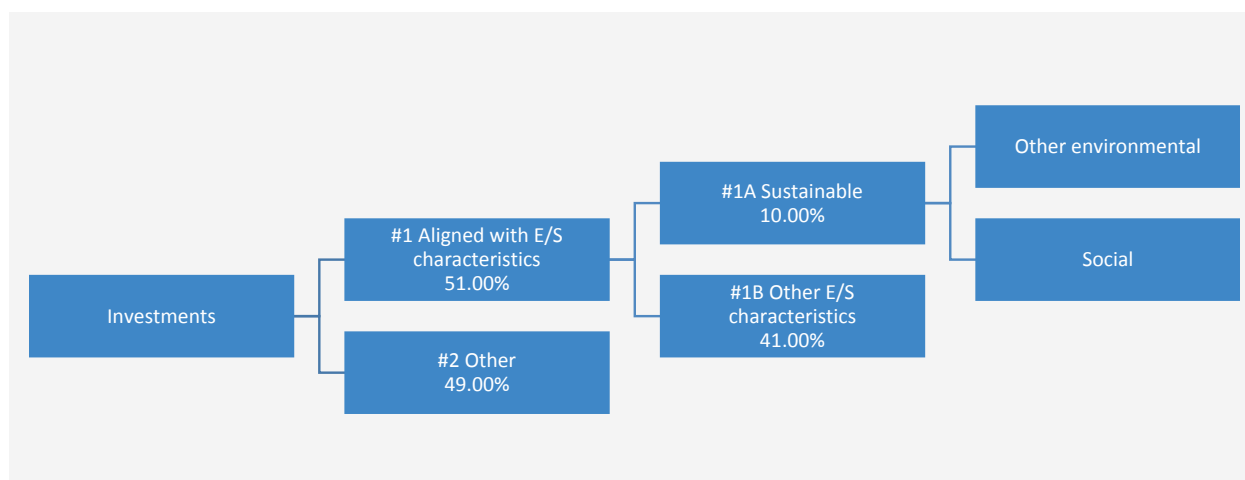 Investments
#1 Aligned with E/S
characteristics
51.00%
#2 Other
49.00%
#1A Sustainable
10.00%
#1B Other E/S
characteristics
41.00%
Other environmental
Social